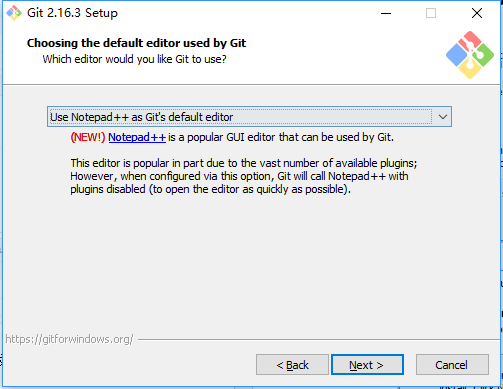 Git 2.16.3 Setup
Choosing the default editor used by Git
Which editor would you like Git to use?
Use Notepad++ as Git's default editor
(NEW!) Notepad++ is a popular GUI editor that can be used by Git.
This editor is popular in part due to the vast number of available plugins;
However, when configured via this option, Git will call Notepad++ with
plugins disabled (to open the editor as quickly as possible).
https://gitforwindows.org/
< Back
Next >
Cancel